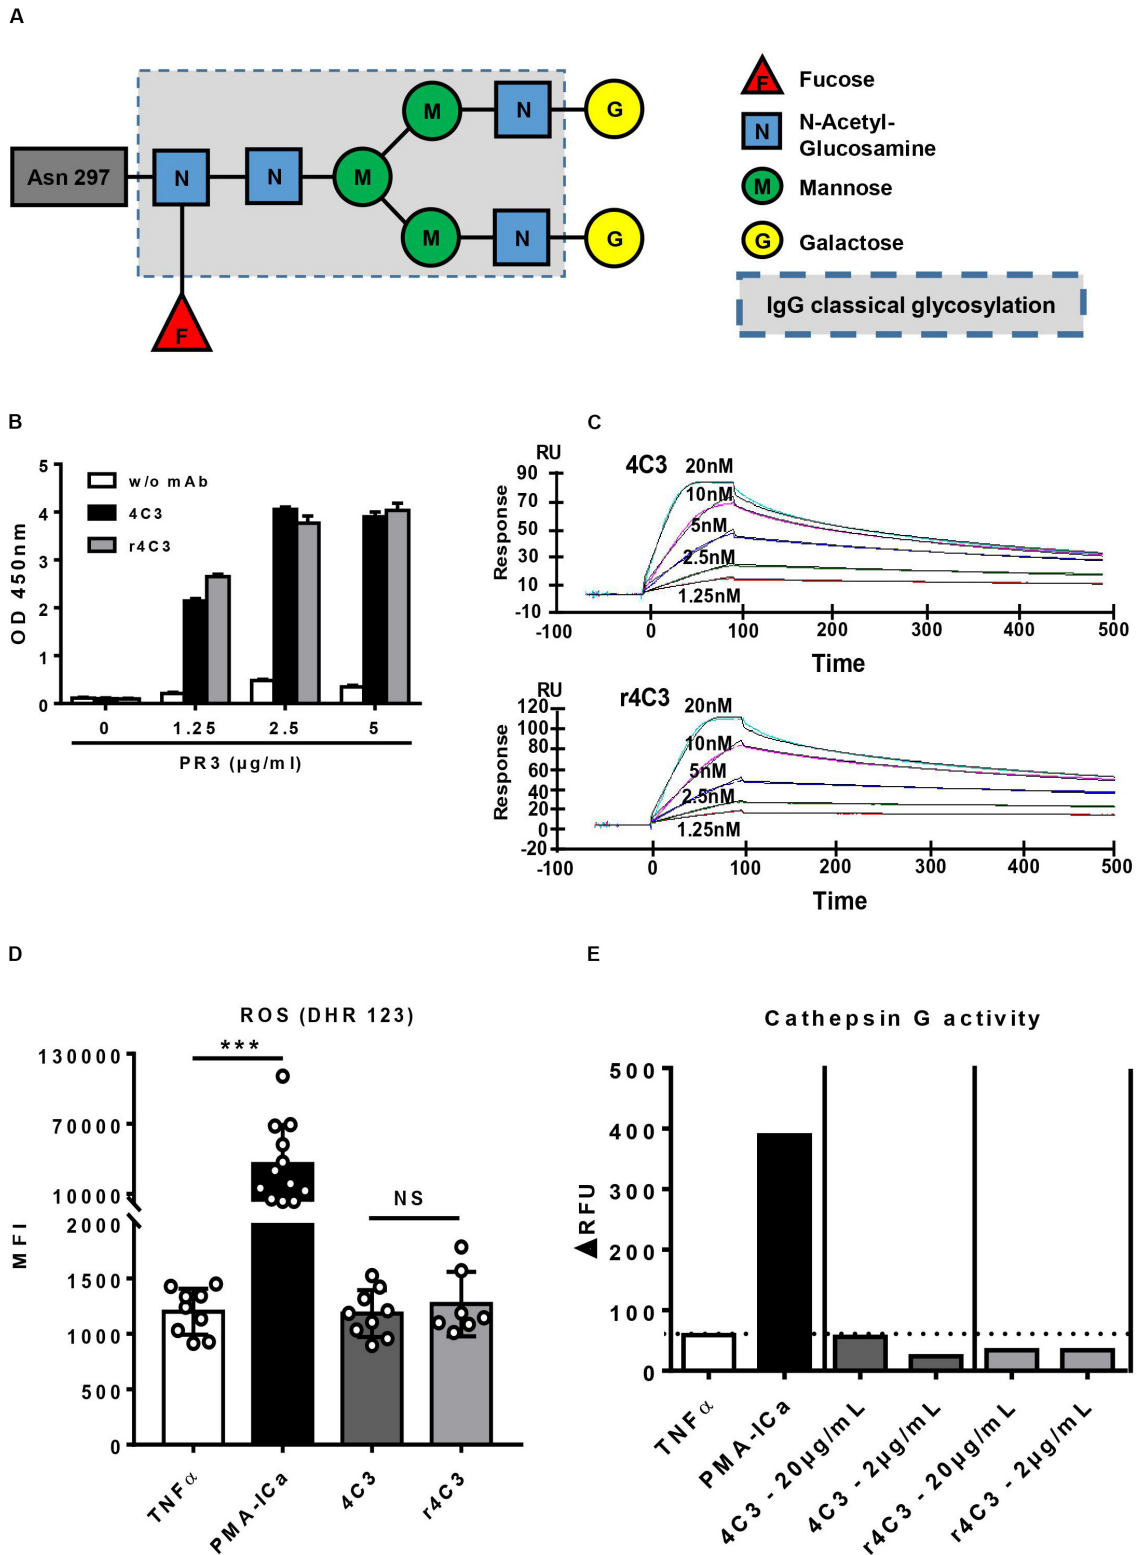 A
Asn 297
N
N
M
M
N
G
M
N
G
F
F
Fucose
N
N-Acetyl-
Glucosamine
M
Mannose
G
Galactose
IgG classical glycosylation
B
OD 450nm
5
4
3
2
1
0
w/o mAb
4C3
r4C3
0
1.25
2.5
5
PR3 (µg/ml)
C
RU
4C3
Response
90
70
50
30
10
-10
20nM
10nM
5nM
2.5nM
1.25nM
-100
0
100
200
300
400
500
Time
RU
r4C3
Response
120
100
80
60
40
20
0
-20
20nM
10nM
5nM
2.5nM
1.25nM
-100
0
100
200
300
400
500
Time
D
ROS (DHR 123)
MFI
130000
70000
10000
2000
1500
1000
500
0
***
NS
TNFα
PMA-ICa
4C3
r4C3
E
Cathepsin G activity
▲RFU
500
400
300
200
100
0
TNFα
PMA-ICa
4C3 - 20µg/mL
4C3 - 2µg/mL
r4C3 - 20µg/mL
r4C3 - 2µg/mL